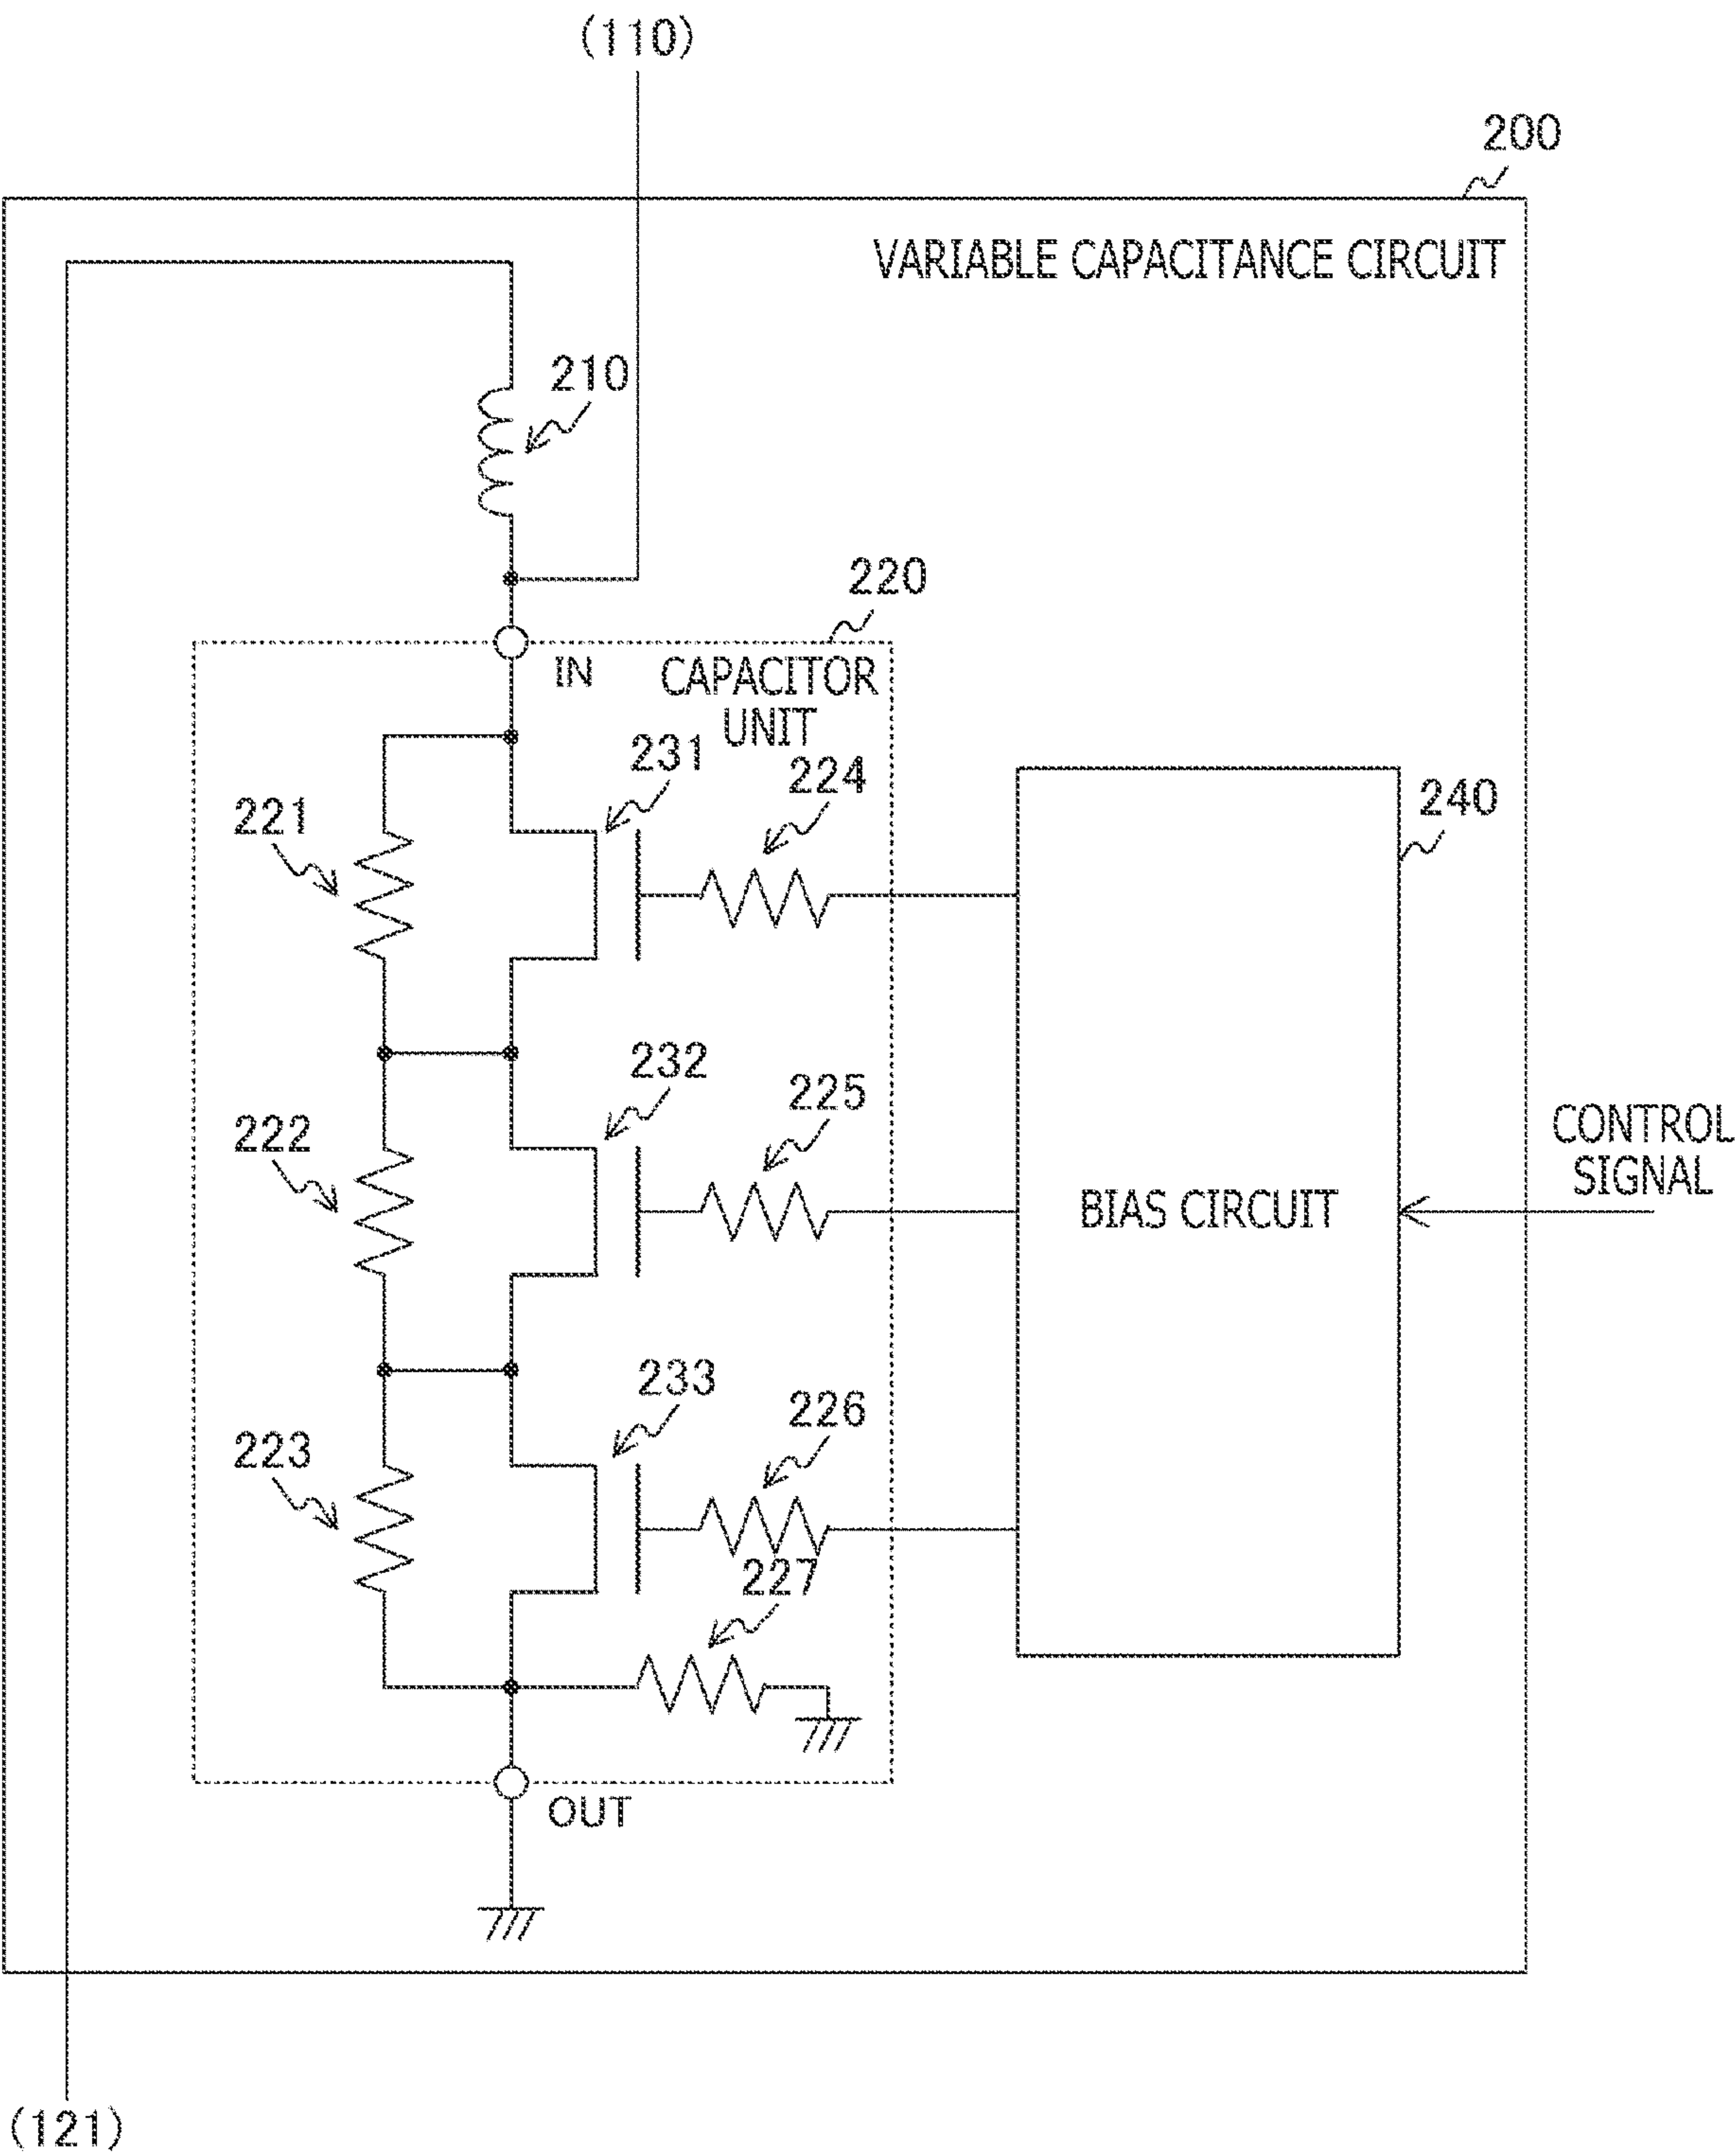 (110)
200
VARIABLE CAPACITANCE CIRCUIT
210
220
IN
CAPACITOR
UNIT
231
224
221
240
232
225
222
CONTROL
SIGNAL
BIAS CIRCUIT
233
226
223
227
OUT
(121)